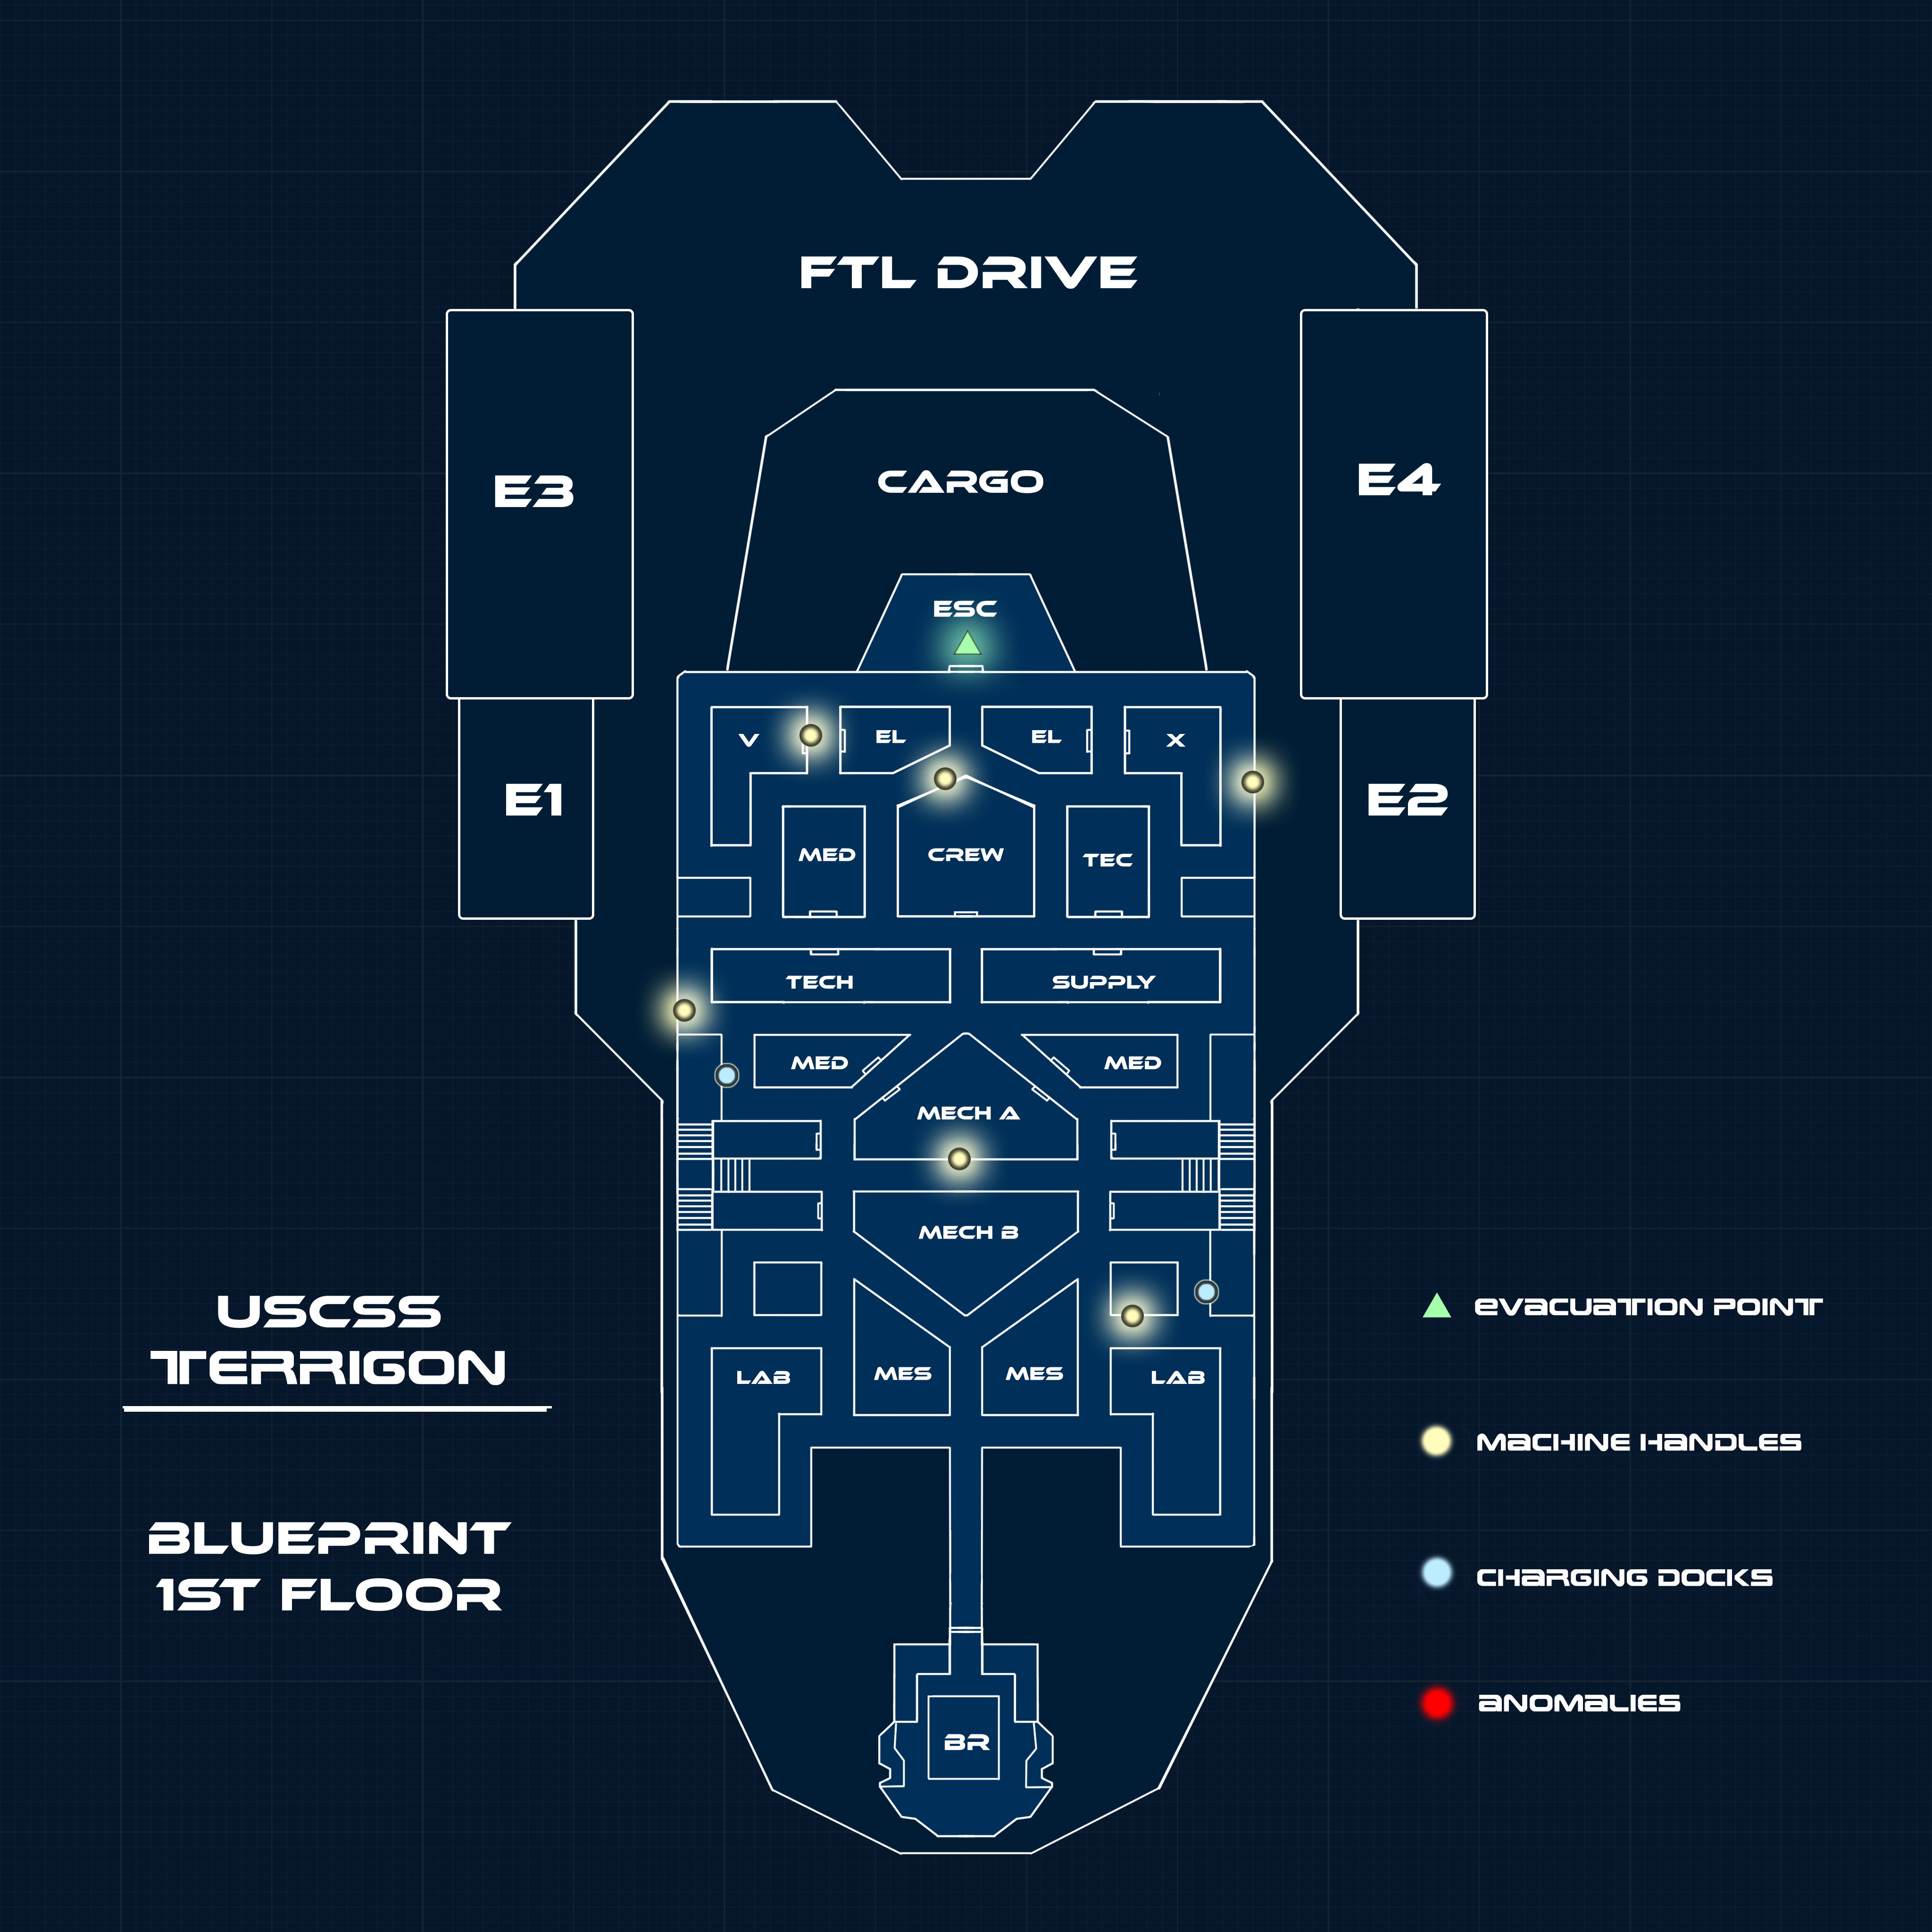 FTL DRIVE
E3
CARGO
E4
ESC
V
EL
EL
X
E1
E2
MED
CREW
TEC
TECH
SUPPLY
MED
MED
MECH A
MECH B
MES
MES
LAB
LAB
BR
USCSS
TERRIGON
BLUEPRINT
1ST FLOOR
EVACUATION POINT
MACHINE HANDLES
CHARGING DOCKS
ANOMALIES